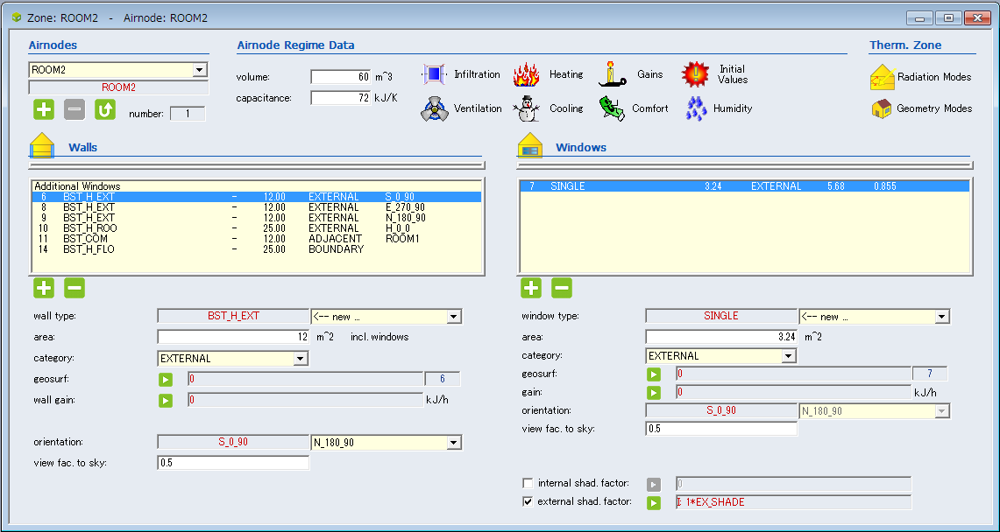 Zone: ROOM2 - Airnode: ROOM2
Airnodes
Airnode Regime Data
Therm. Zone
ROOM2
ROOM2
number: 1
volume: 60 m^3
capacitance: 72 kJ/K
Infiltration
Heating
Gains
Initial
Values
Ventilation
Cooling
Comfort
Humidity
Radiation Modes
Geometry Modes
Walls
Additional Windows
6 BST_H_EXT - 12.00 EXTERNAL S_0_90
8 BST_H_EXT - 12.00 EXTERNAL E_270_90
9 BST_H_EXT - 12.00 EXTERNAL N_180_90
10 BST_H_ROO - 25.00 EXTERNAL H_0_0
11 BST_COM - 12.00 ADJACENT ROOM1
14 BST_H_FLO - 25.00 BOUNDARY
wall type: BST_H_EXT <-- new ...
area: 12 m^2 incl. windows
category: EXTERNAL
geosurf: 0 6
wall gain: 0 kJ/h
orientation: S_0_90 N_180_90
view fac. to sky: 0.5
Windows
7 SINGLE 3.24 EXTERNAL 5.68 0.855
window type: SINGLE <-- new ...
area: 3.24 m^2
category: EXTERNAL
geosurf: 0 7
gain: 0 kJ/h
orientation: S_0_90 N_180_90
view fac. to sky: 0.5
internal shad. factor: 0
external shad. factor: I: 1*EX_SHADE